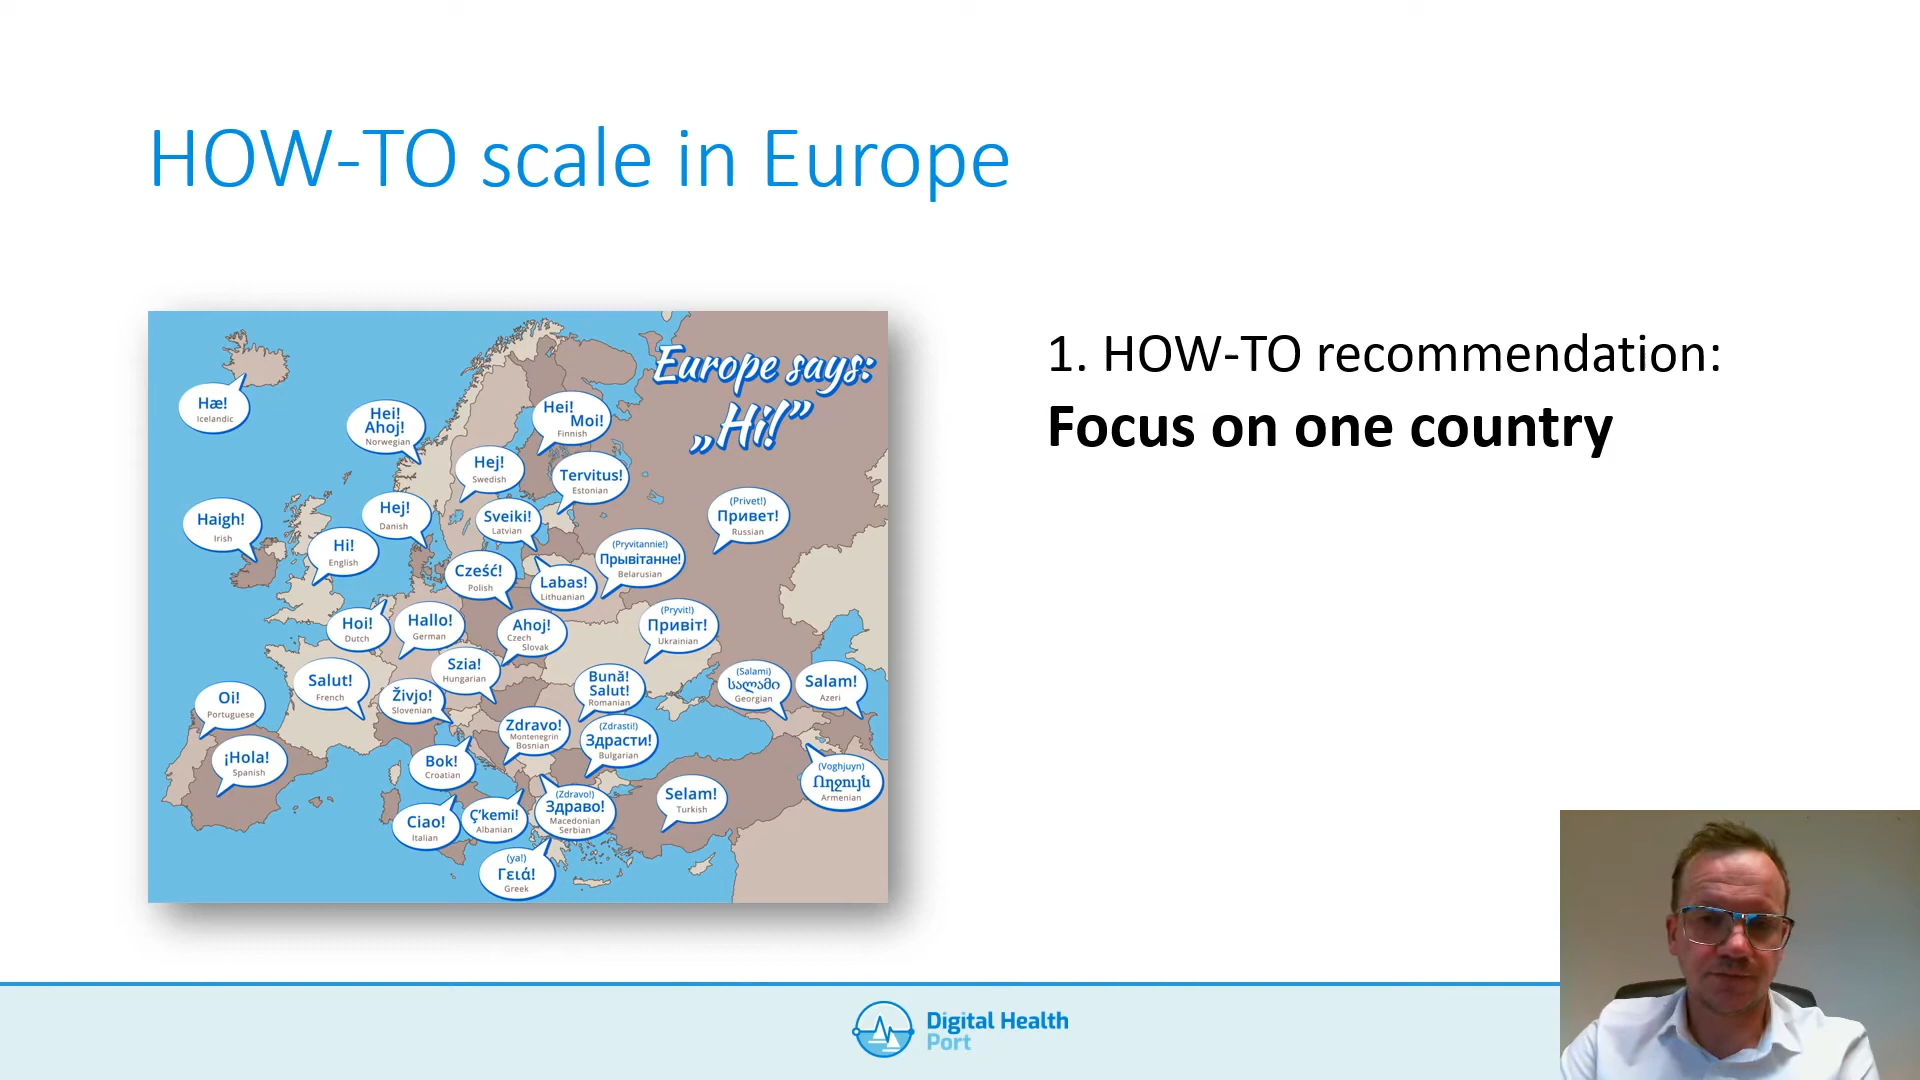 HOW-TO scale in Europe
Europe says:
„Hi!”
Hæ!
Icelandic
Hei!
Ahoj!
Norwegian
Hei!
Moi!
Finnish
Hej!
Swedish
Tervitus!
Estonian
Haigh!
Irish
Hej!
Danish
Sveiki!
Latvian
(Privet!)
Привет!
Russian
Hi!
English
Cześć!
Polish
Labas!
Lithuanian
(Pryvitannie!)
Прывітанне!
Belarusian
Hoi!
Dutch
Hallo!
German
Ahoj!
Czech
Slovak
(Pryvit!)
Привіт!
Ukrainian
Salut!
French
Szia!
Hungarian
Živjo!
Slovenian
Bună!
Salut!
Romanian
(Salami)
სალამი
Georgian
Salam!
Azeri
Oi!
Portuguese
¡Hola!
Spanish
Zdravo!
Montenegrin
Bosnian
(Zdrasti!)
Здрасти!
Bulgarian
Bok!
Croatian
(Voghjuyn)
Ողջույն
Armenian
Ciao!
Italian
Ç’kemi!
Albanian
(Zdravo!)
Здраво!
Macedonian
Serbian
Selam!
Turkish
(ya!)
Γειά!
Greek
1. HOW-TO recommendation:
Focus on one country
Digital Health
Port